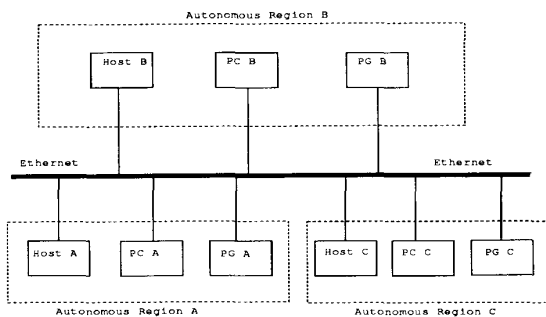 Autonomous Region B
Host B
PC B
PG B
Ethernet
Ethernet
Host A
PC A
PG A
Host C
PC C
PG C
Autonomous Region A
Autonomous Region C